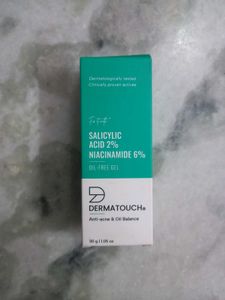 Dermatologically tested
Clinically proven actives
SALICYLIC
ACID 2%
NIACINAMIDE 6%
OIL-FREE GEL
DERMATOUCH®
Anti-acne & Oil Balance
30 g | 1.05 oz